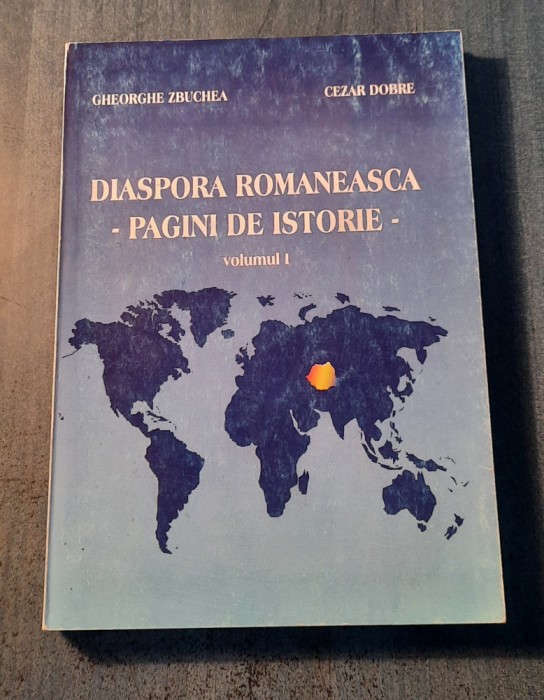 GHEORGHE ZBUCHEA
CEZAR DOBRE
DIASPORA ROMANEASCA
- PAGINI DE ISTORIE -
volumul I